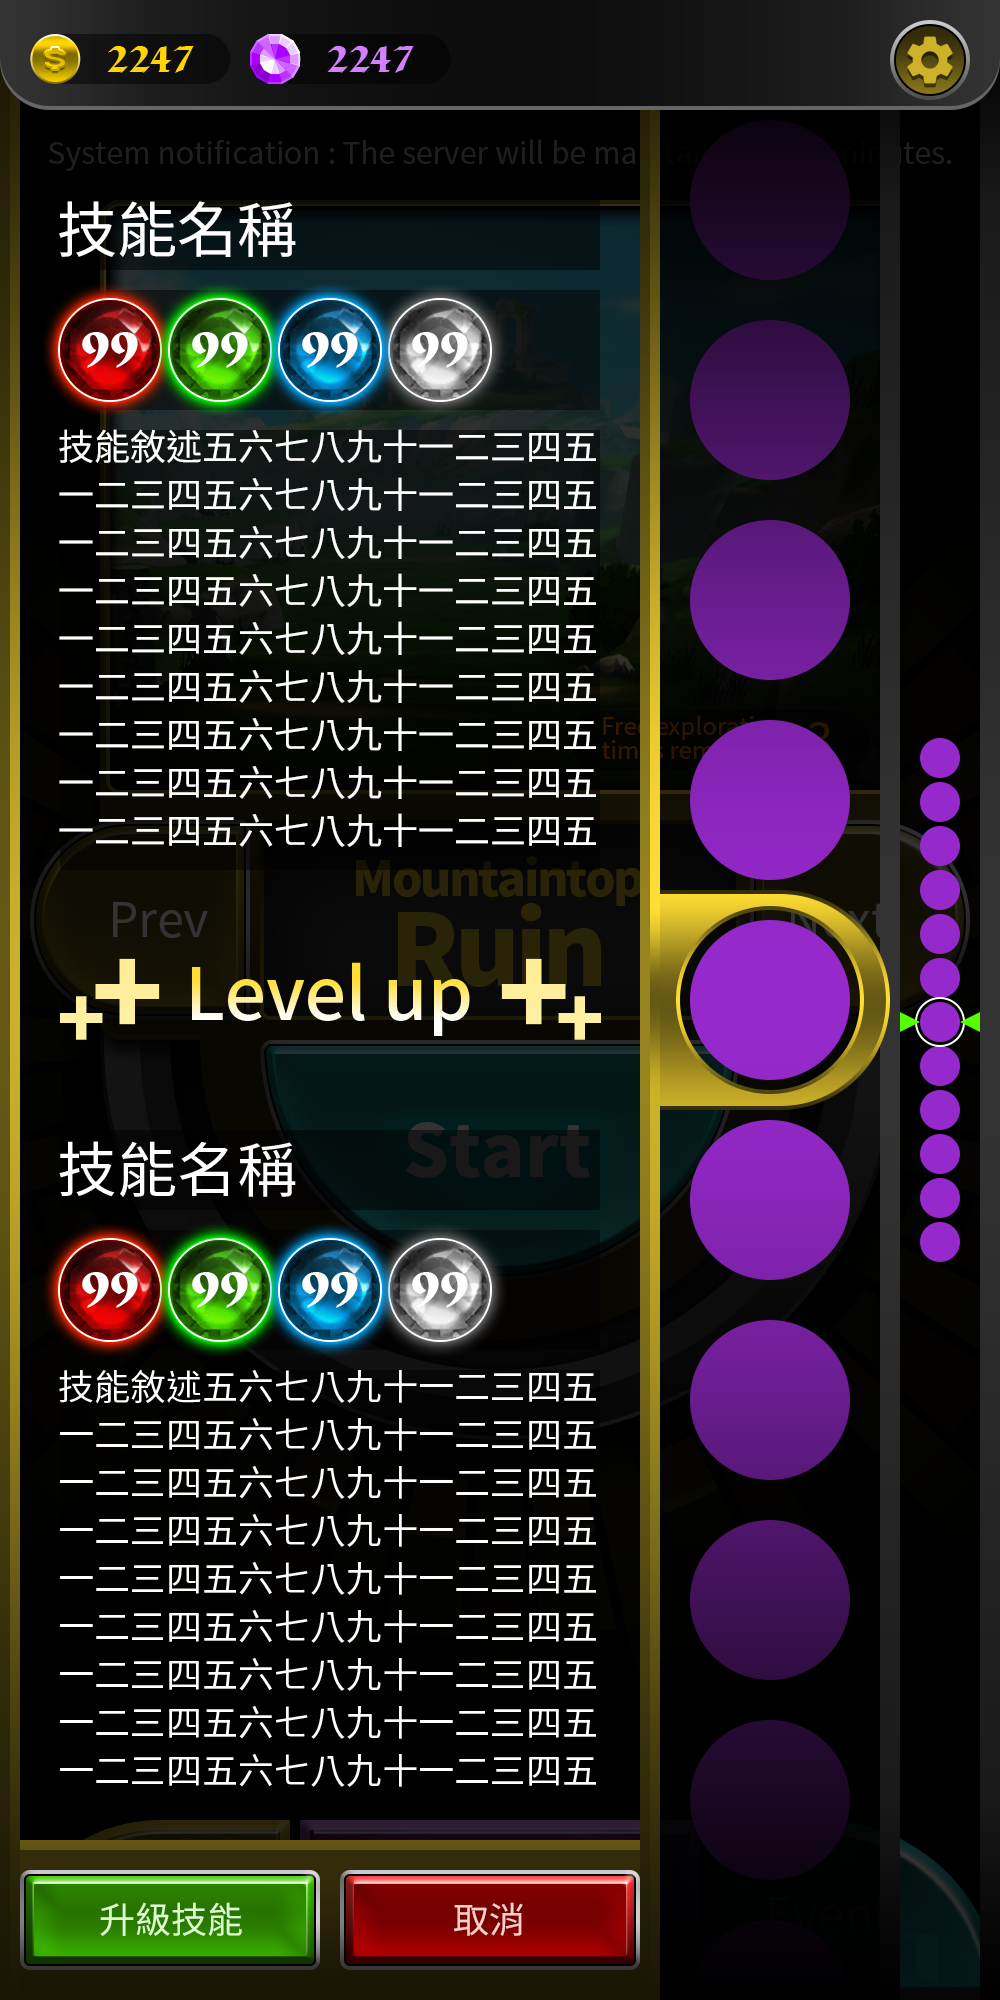 2247 2247
System notification : The server will be ma
技能名稱
99 99 99 99
技能敘述五六七八九十一二三四五
一二三四五六七八九十一二三四五
一二三四五六七八九十一二三四五
一二三四五六七八九十一二三四五
一二三四五六七八九十一二三四五
一二三四五六七八九十一二三四五
一二三四五六七八九十一二三四五
一二三四五六七八九十一二三四五
一二三四五六七八九十一二三四五
Free explorati
times rem
Mountaintop
Prev
Ruin
Next
Level up
Start
技能名稱
99 99 99 99
技能敘述五六七八九十一二三四五
一二三四五六七八九十一二三四五
一二三四五六七八九十一二三四五
一二三四五六七八九十一二三四五
一二三四五六七八九十一二三四五
一二三四五六七八九十一二三四五
一二三四五六七八九十一二三四五
一二三四五六七八九十一二三四五
一二三四五六七八九十一二三四五
升級技能
取消